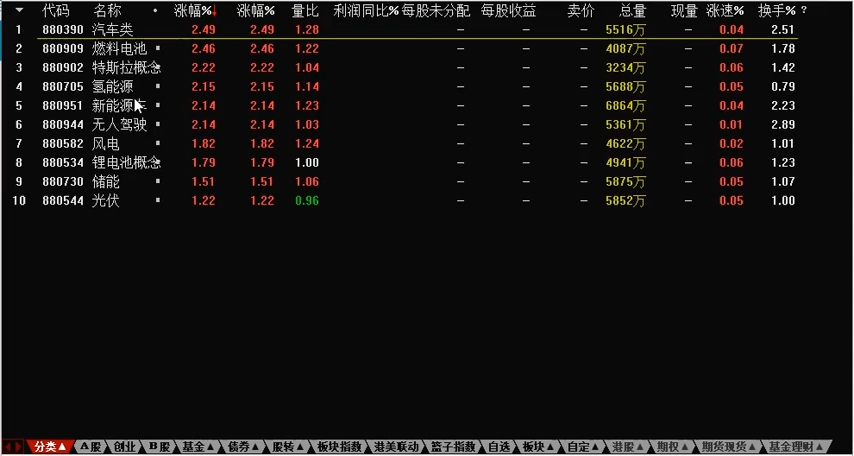 代码 名称 涨幅%↓ 涨幅% 量比 利润同比% 每股未分配 每股收益 卖价 总量 现量 涨速% 换手% ?
1 880390 汽车类 2.49 2.49 1.28 – – – 5516万 – 0.04 2.51
2 880909 燃料电池 2.46 2.46 1.22 – – – 4087万 – 0.07 1.78
3 880902 特斯拉概念 2.22 2.22 1.04 – – – 3234万 – 0.06 1.42
4 880705 氢能源 2.15 2.15 1.14 – – – 5688万 – 0.05 0.79
5 880951 新能源车 2.14 2.14 1.23 – – – 6864万 – 0.04 2.23
6 880944 无人驾驶 2.14 2.14 1.03 – – – 5361万 – 0.01 2.89
7 880582 风电 1.82 1.82 1.24 – – – 4622万 – 0.02 1.01
8 880534 锂电池概念 1.79 1.79 1.00 – – – 4941万 – 0.06 1.23
9 880730 储能 1.51 1.51 1.06 – – – 5875万 – 0.05 1.07
10 880544 光伏 1.22 1.22 0.96 – – – 5852万 – 0.05 1.00
分类▲ A股 创业 B股 基金▲ 债券▲ 股转▲ 板块指数 港美联动 篮子指数 自选 板块▲ 自定▲ 港股▲ 期权▲ 期货现货▲ 基金理财▲